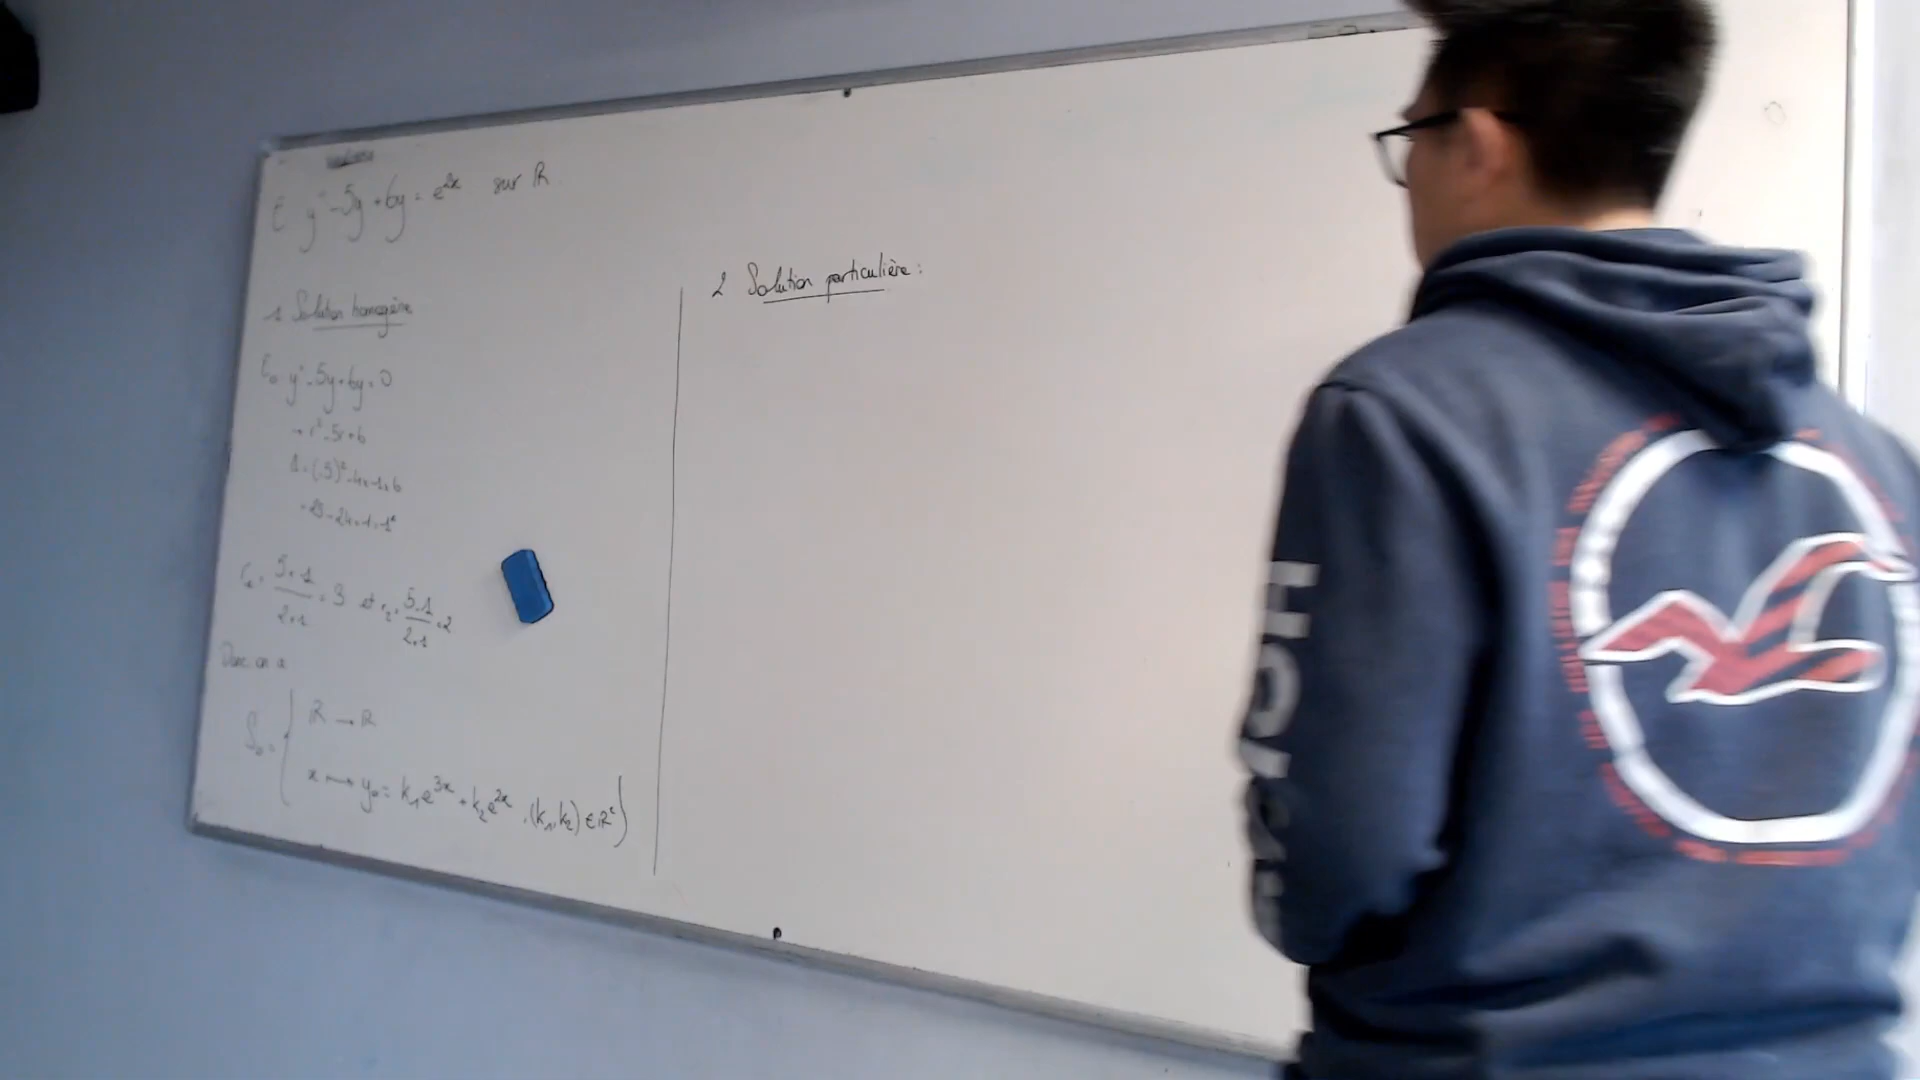 E y'' - 5y + 6y = e^2x sur ℝ
1 Solution homogène
E₀ y'' - 5y + 6y = 0
→ r² - 5r + 6
Δ = (-5)² - 4×1×6
= 25 - 24 = 1 = 1²
r₁ = 5+1/2×1 = 3 et r₂ = 5-1/2×1 = 2
Donc on a
S₀ = { ℝ → ℝ
x ↦ y₀ = k₁e^3x + k₂e^2x, (k₁, k₂) ∈ ℝ² }
2 Solution particulière :